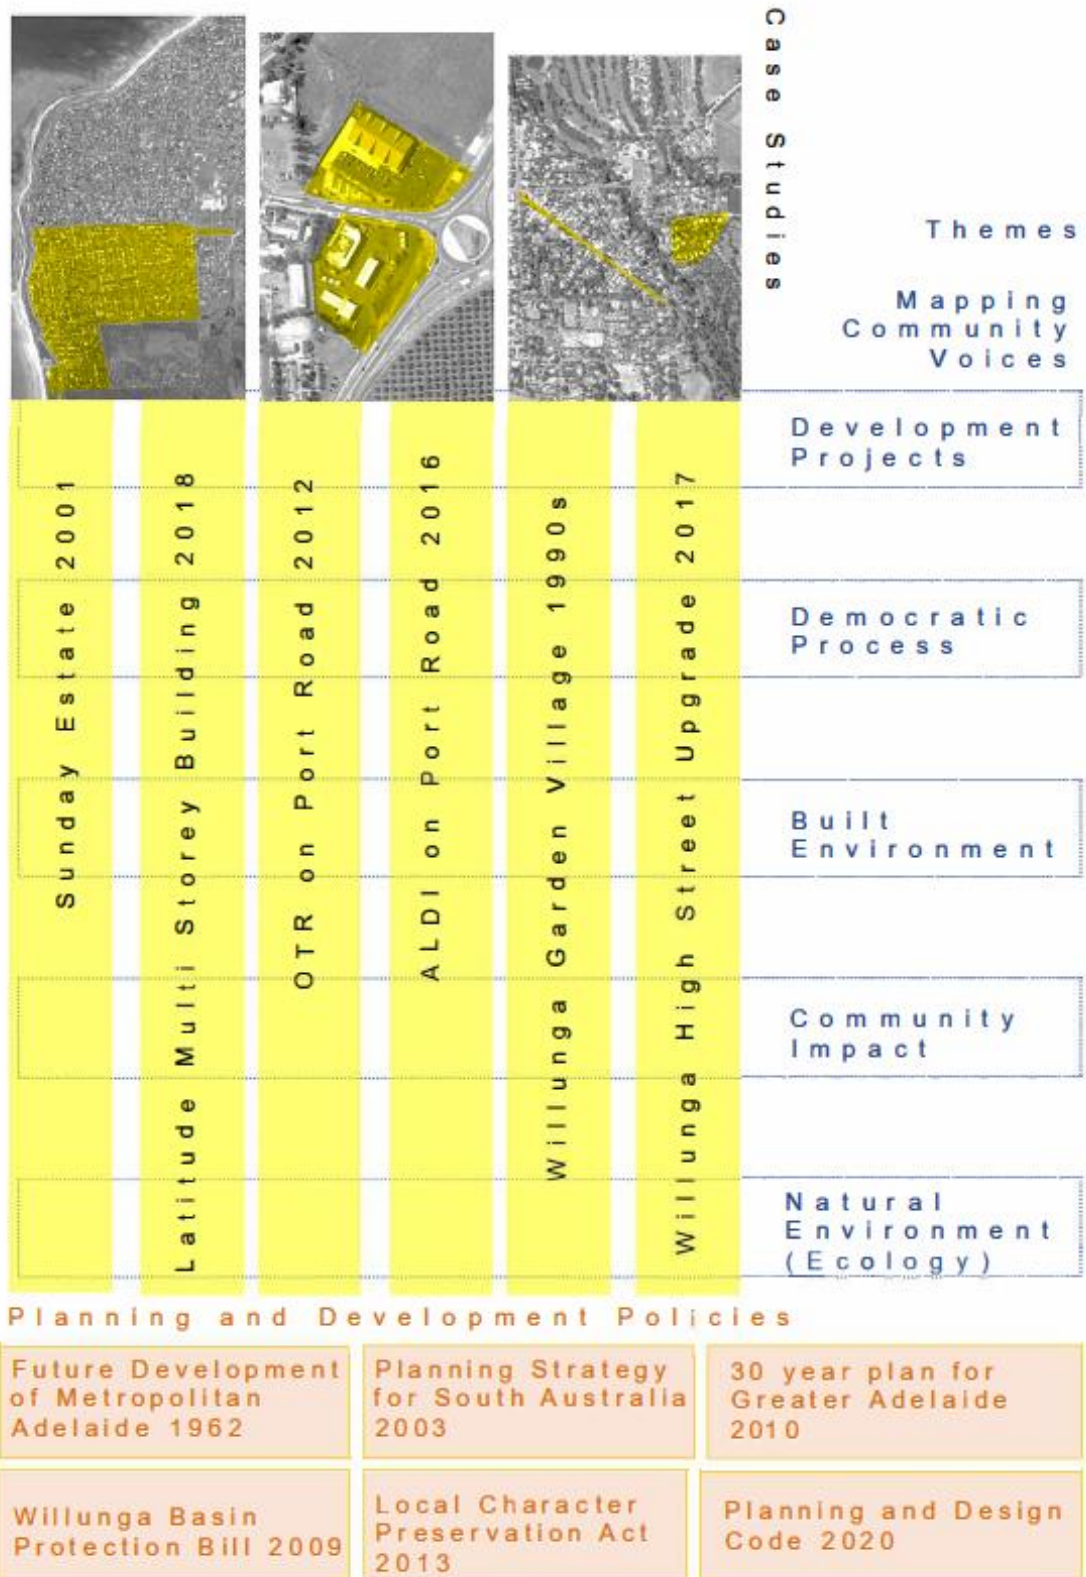 Case Studies
Themes
Mapping
Community
Voices
Development
Projects
Democratic
Process
Built
Environment
Community
Impact
Natural
Environment
(Ecology)
Sunday Estate 2001
Latitude Multi Storey Building 2018
OTR on Port Road 2012
ALDI on Port Road 2016
Willunga Garden Village 1990s
Willunga High Street Upgrade 2017
Planning and Development Policies
Future Development
of Metropolitan
Adelaide 1962
Planning Strategy
for South Australia
2003
30 year plan for
Greater Adelaide
2010
Willunga Basin
Protection Bill 2009
Local Character
Preservation Act
2013
Planning and Design
Code 2020